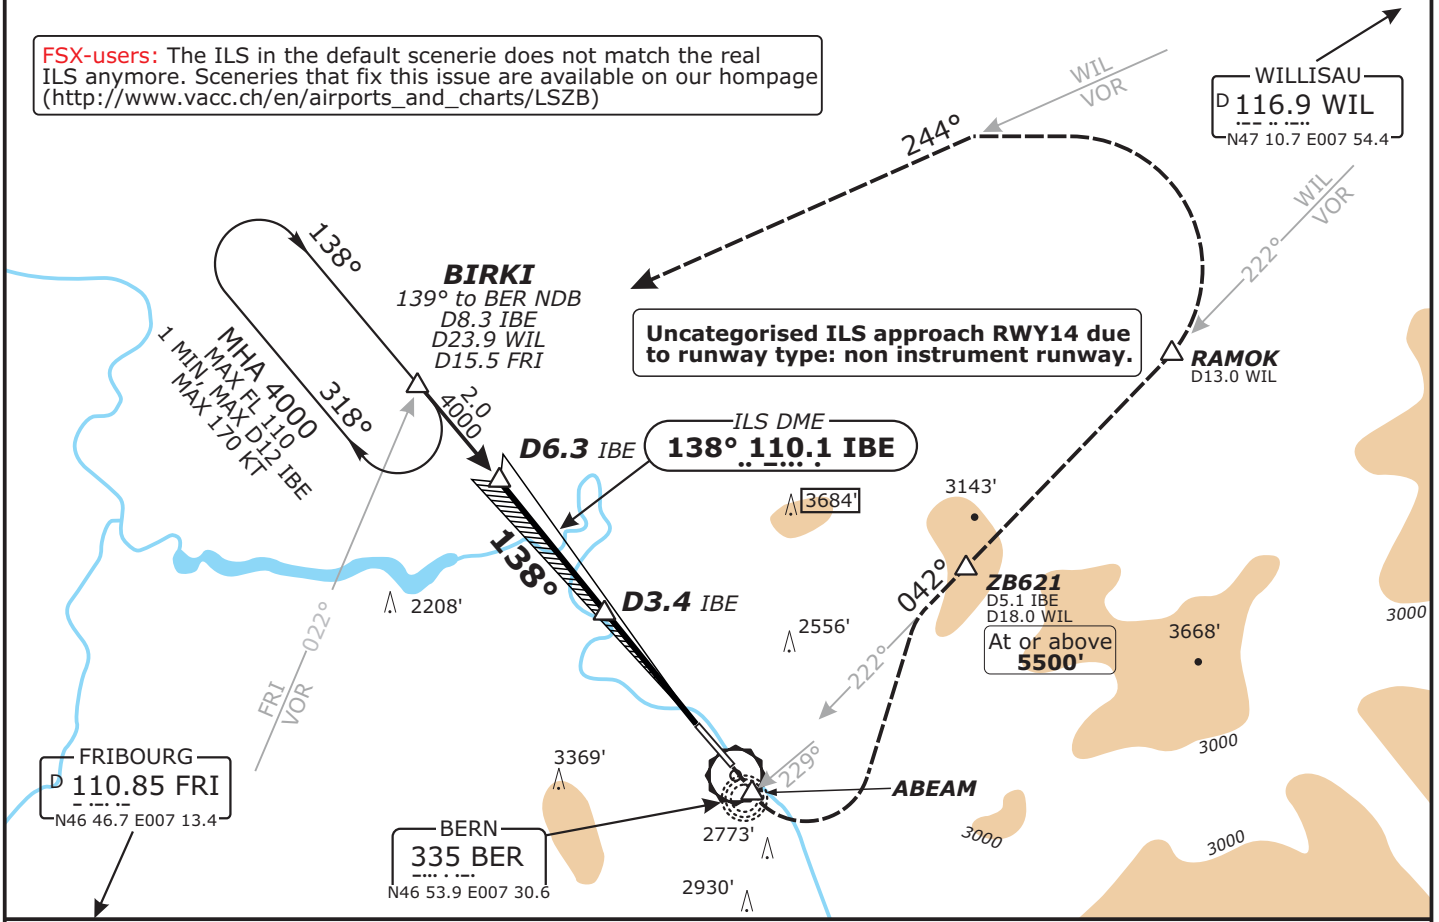 FSX-users: The ILS in the default scenerie does not match the real
ILS anymore. Sceneries that fix this issue are available on our hompage
(http://www.vacc.ch/en/airports_and_charts/LSZB)
WIL
VOR
WILLISAU
D 116.9 WIL
N47 10.7 E007 54.4
244°
WIL
VOR
222°
138°
BIRKI
139° to BER NDB
D8.3 IBE
D23.9 WIL
D15.5 FRI
Uncategorised ILS approach RWY14 due
to runway type: non instrument runway.
RAMOK
D13.0 WIL
MHA 4000
MAX FL 110
1 MIN, MAX D12 IBE
MAX 170 KT
318°
2.0
4000
ILS DME
138° 110.1 IBE
D6.3 IBE
3684'
3143'
138°
042°
ZB621
D5.1 IBE
D18.0 WIL
At or above
5500'
D3.4 IBE
2208'
2556'
3668'
3000
022°
FRI
VOR
222°
3000
229°
3369'
ABEAM
FRIBOURG
D 110.85 FRI
N46 46.7 E007 13.4
BERN
335 BER
N46 53.9 E007 30.6
2773'
2930'
3000
3000